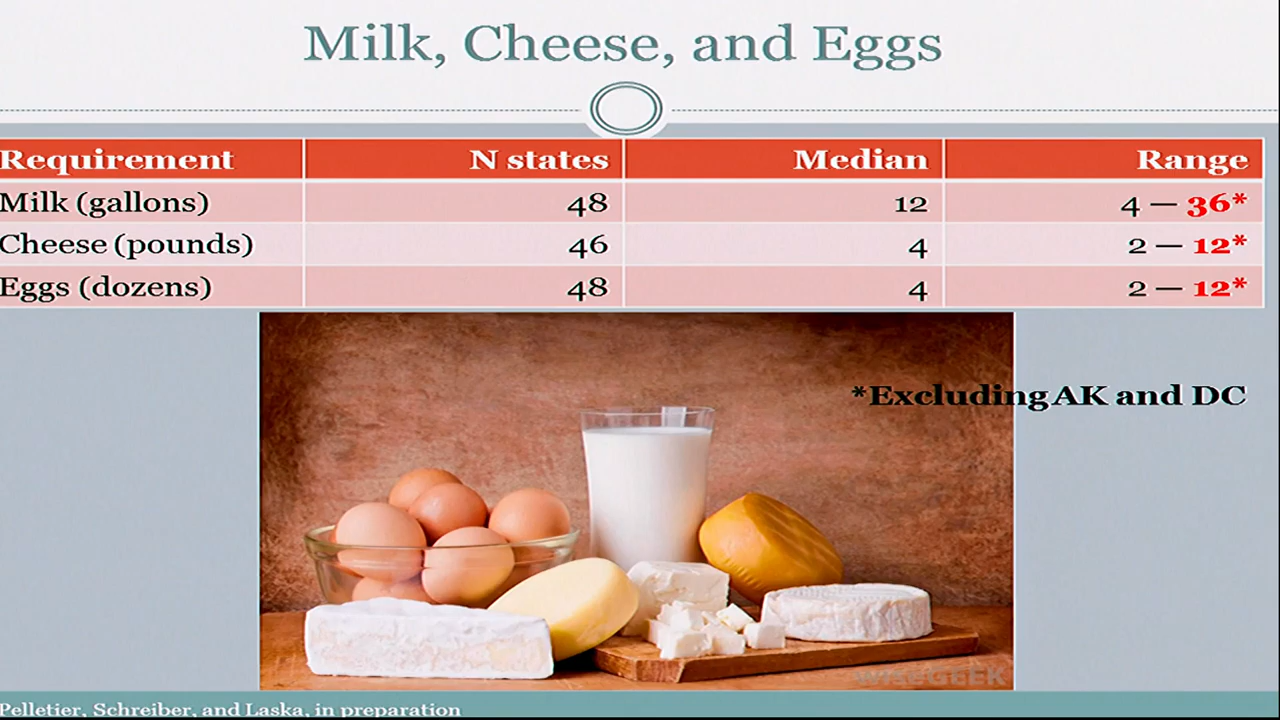 Milk, Cheese, and Eggs
Requirement N states Median Range
Milk (gallons) 48 12 4 – 36*
Cheese (pounds) 46 4 2 – 12*
Eggs (dozens) 48 4 2 – 12*
*Excluding AK and DC
wiseGEEK
Pelletier, Schreiber, and Laska, in preparation